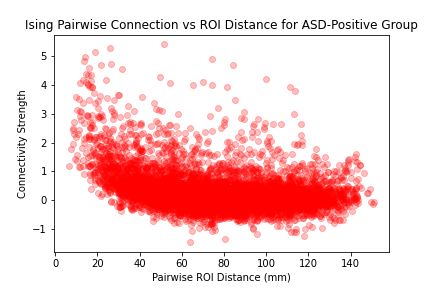 Ising Pairwise Connection vs ROI Distance for ASD-Positive Group
Connectivity Strength
5
4
3
2
1
0
−1
0 20 40 60 80 100 120 140
Pairwise ROI Distance (mm)